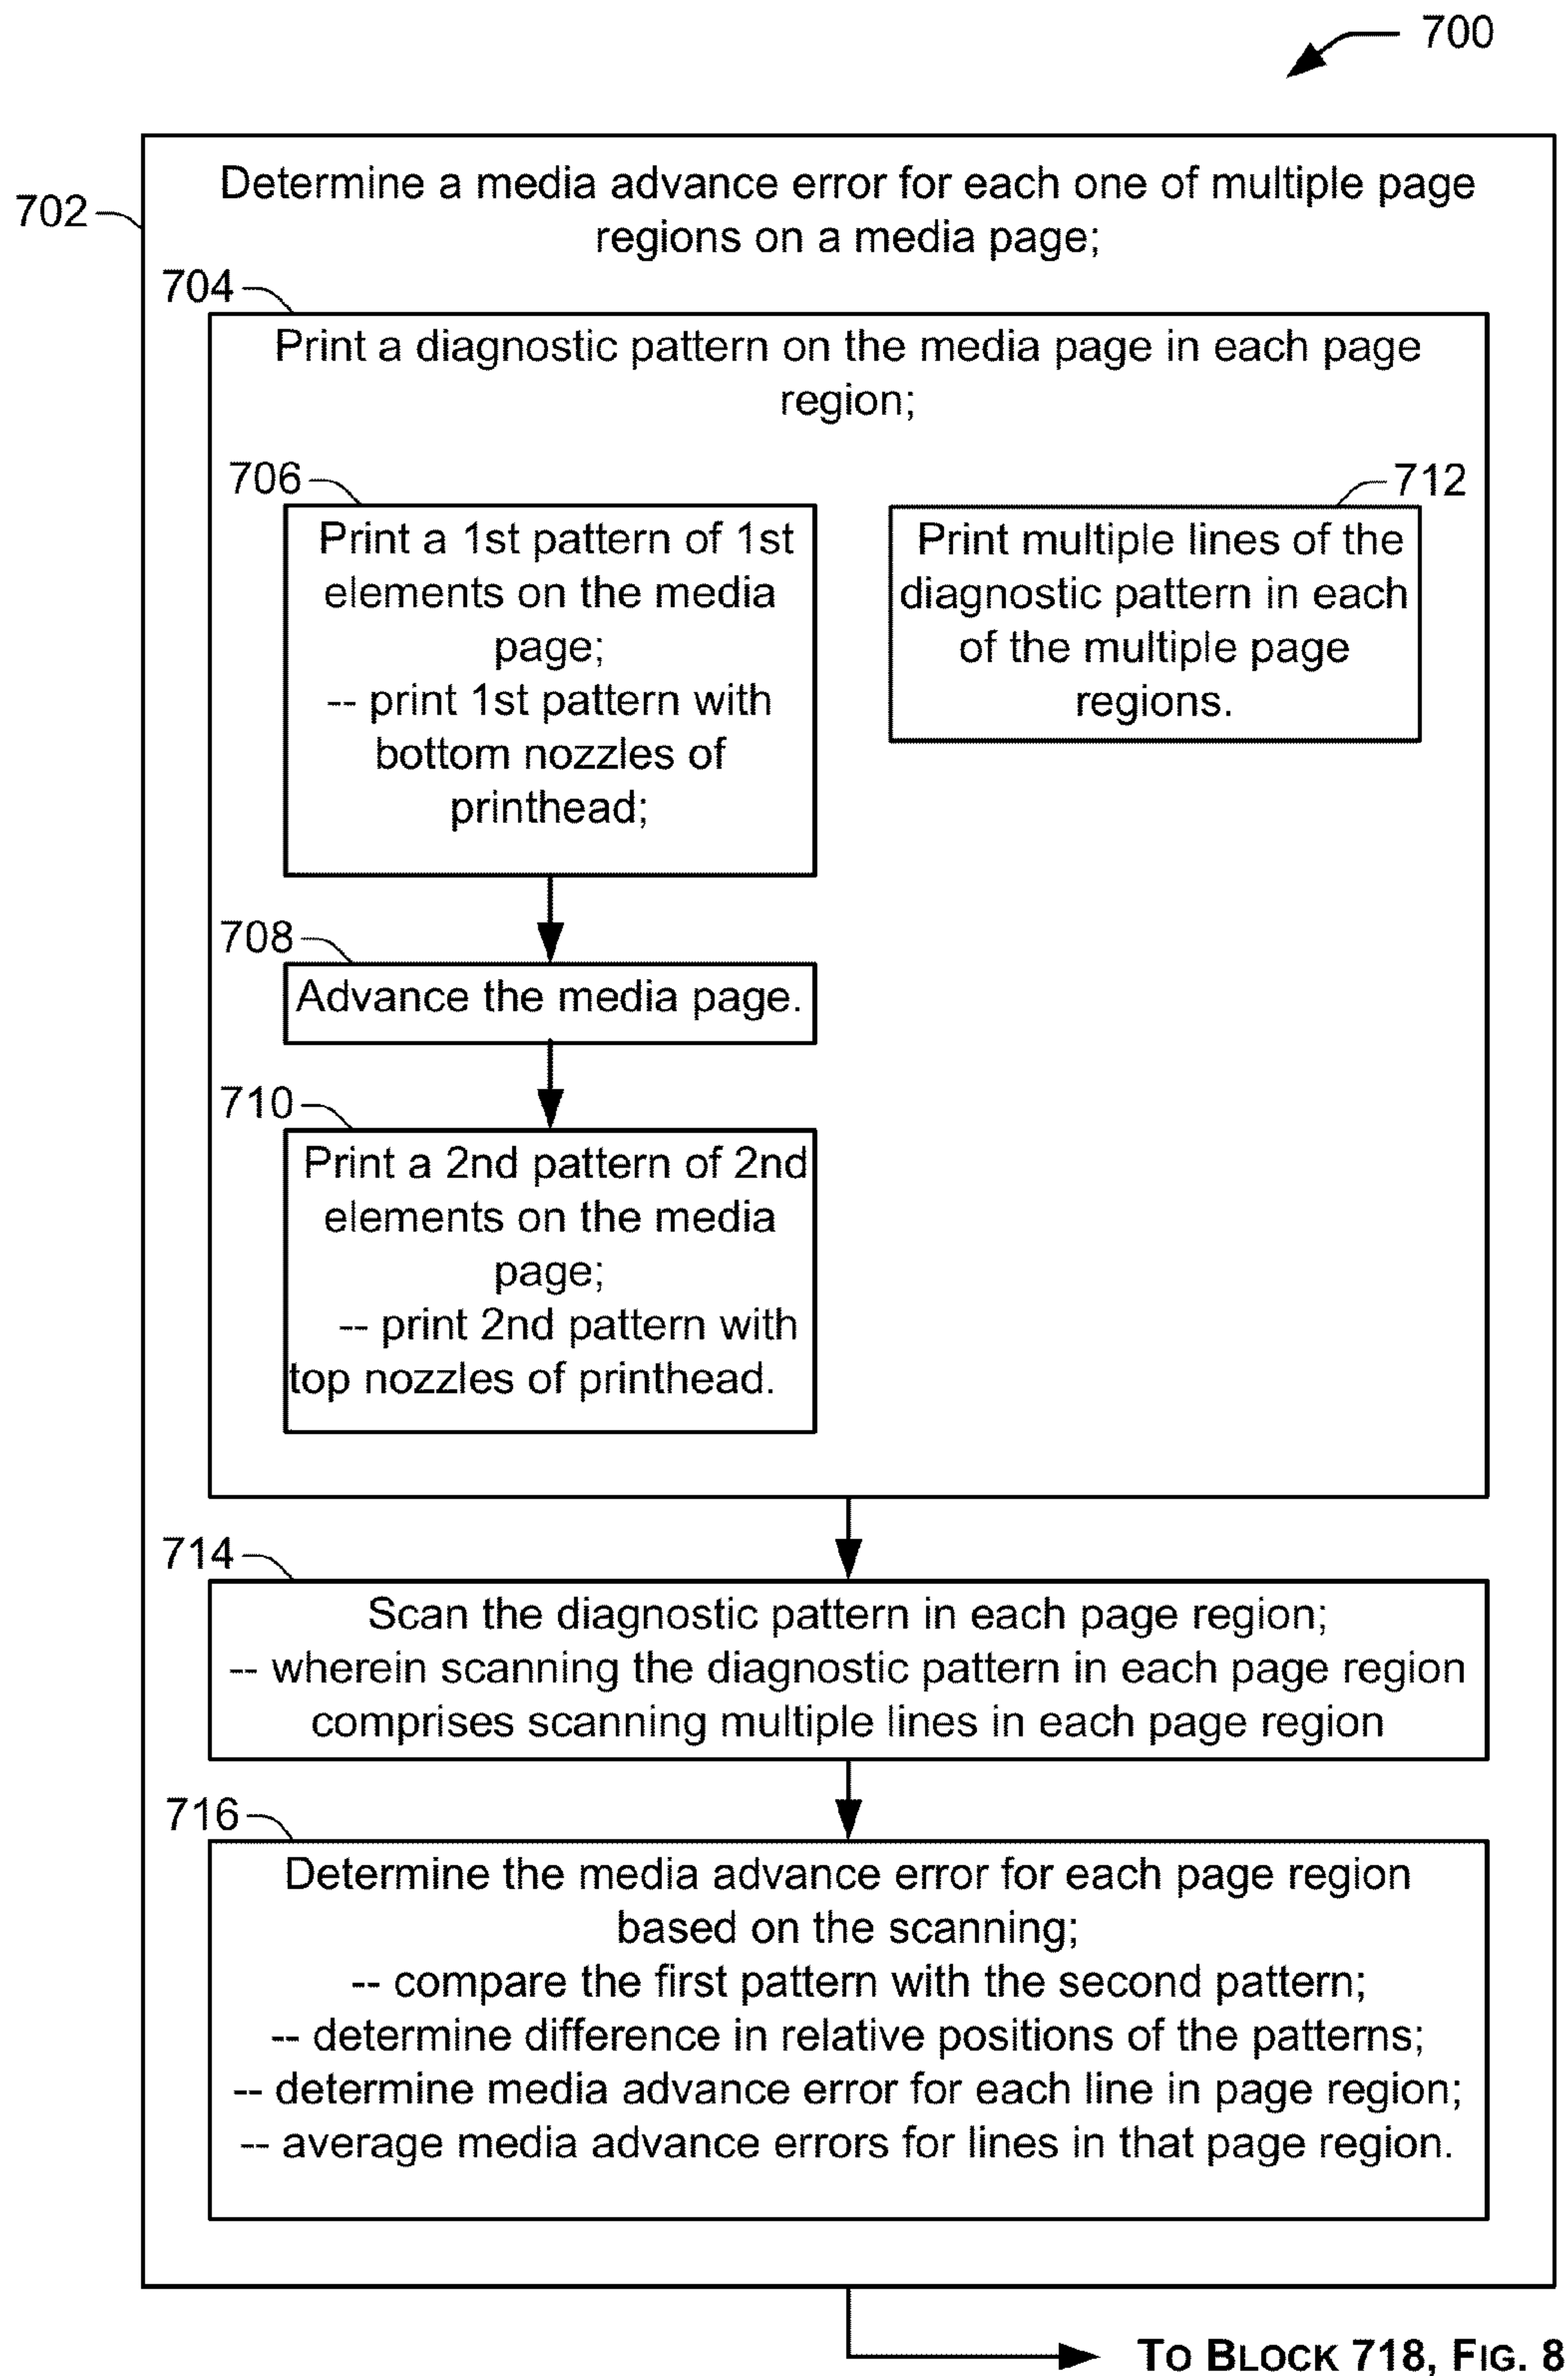 700
702
Determine a media advance error for each one of multiple page
regions on a media page;
704
Print a diagnostic pattern on the media page in each page
region;
706
Print a 1st pattern of 1st
elements on the media
page;
-- print 1st pattern with
bottom nozzles of
printhead;
712
Print multiple lines of the
diagnostic pattern in each
of the multiple page
regions.
708
Advance the media page.
710
Print a 2nd pattern of 2nd
elements on the media
page;
-- print 2nd pattern with
top nozzles of printhead.
714
Scan the diagnostic pattern in each page region;
-- wherein scanning the diagnostic pattern in each page region
comprises scanning multiple lines in each page region
716
Determine the media advance error for each page region
based on the scanning;
-- compare the first pattern with the second pattern;
-- determine difference in relative positions of the patterns;
-- determine media advance error for each line in page region;
-- average media advance errors for lines in that page region.
TO BLOCK 718, FIG. 8